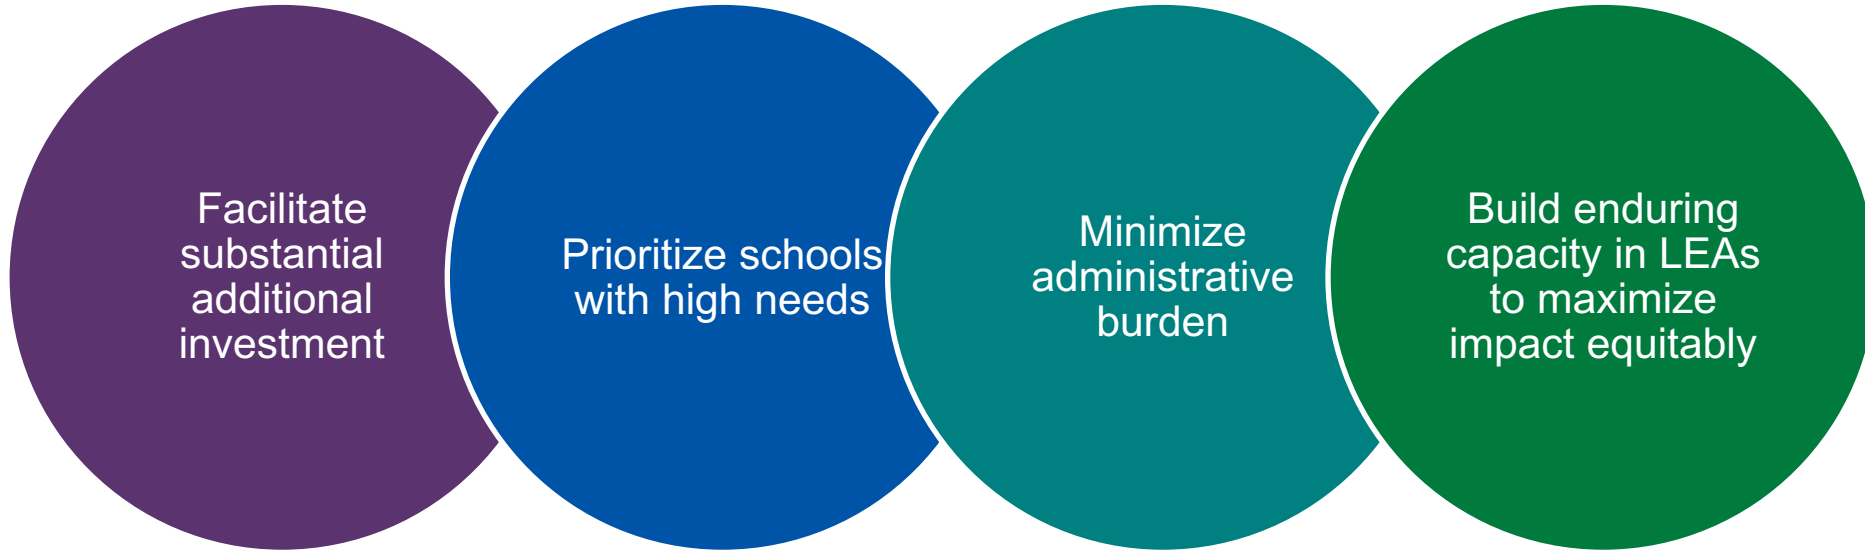 Facilitate
substantial
additional
investment
Prioritize schools
with high needs
Minimize
administrative
burden
Build enduring
capacity in LEAs
to maximize
impact equitably